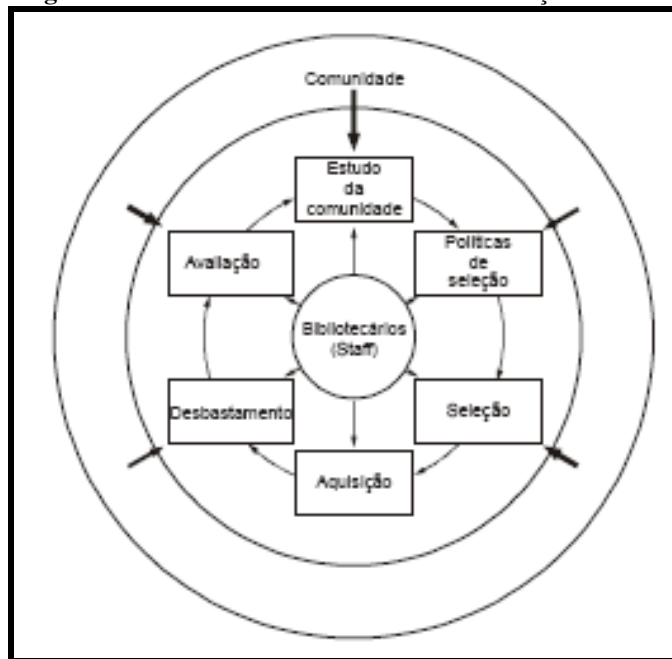 Comunidade
Estudo
da
comunidade
Políticas
de
seleção
Avaliação
Bibliotecários
(Staff)
Desbastamento
Seleção
Aquisição